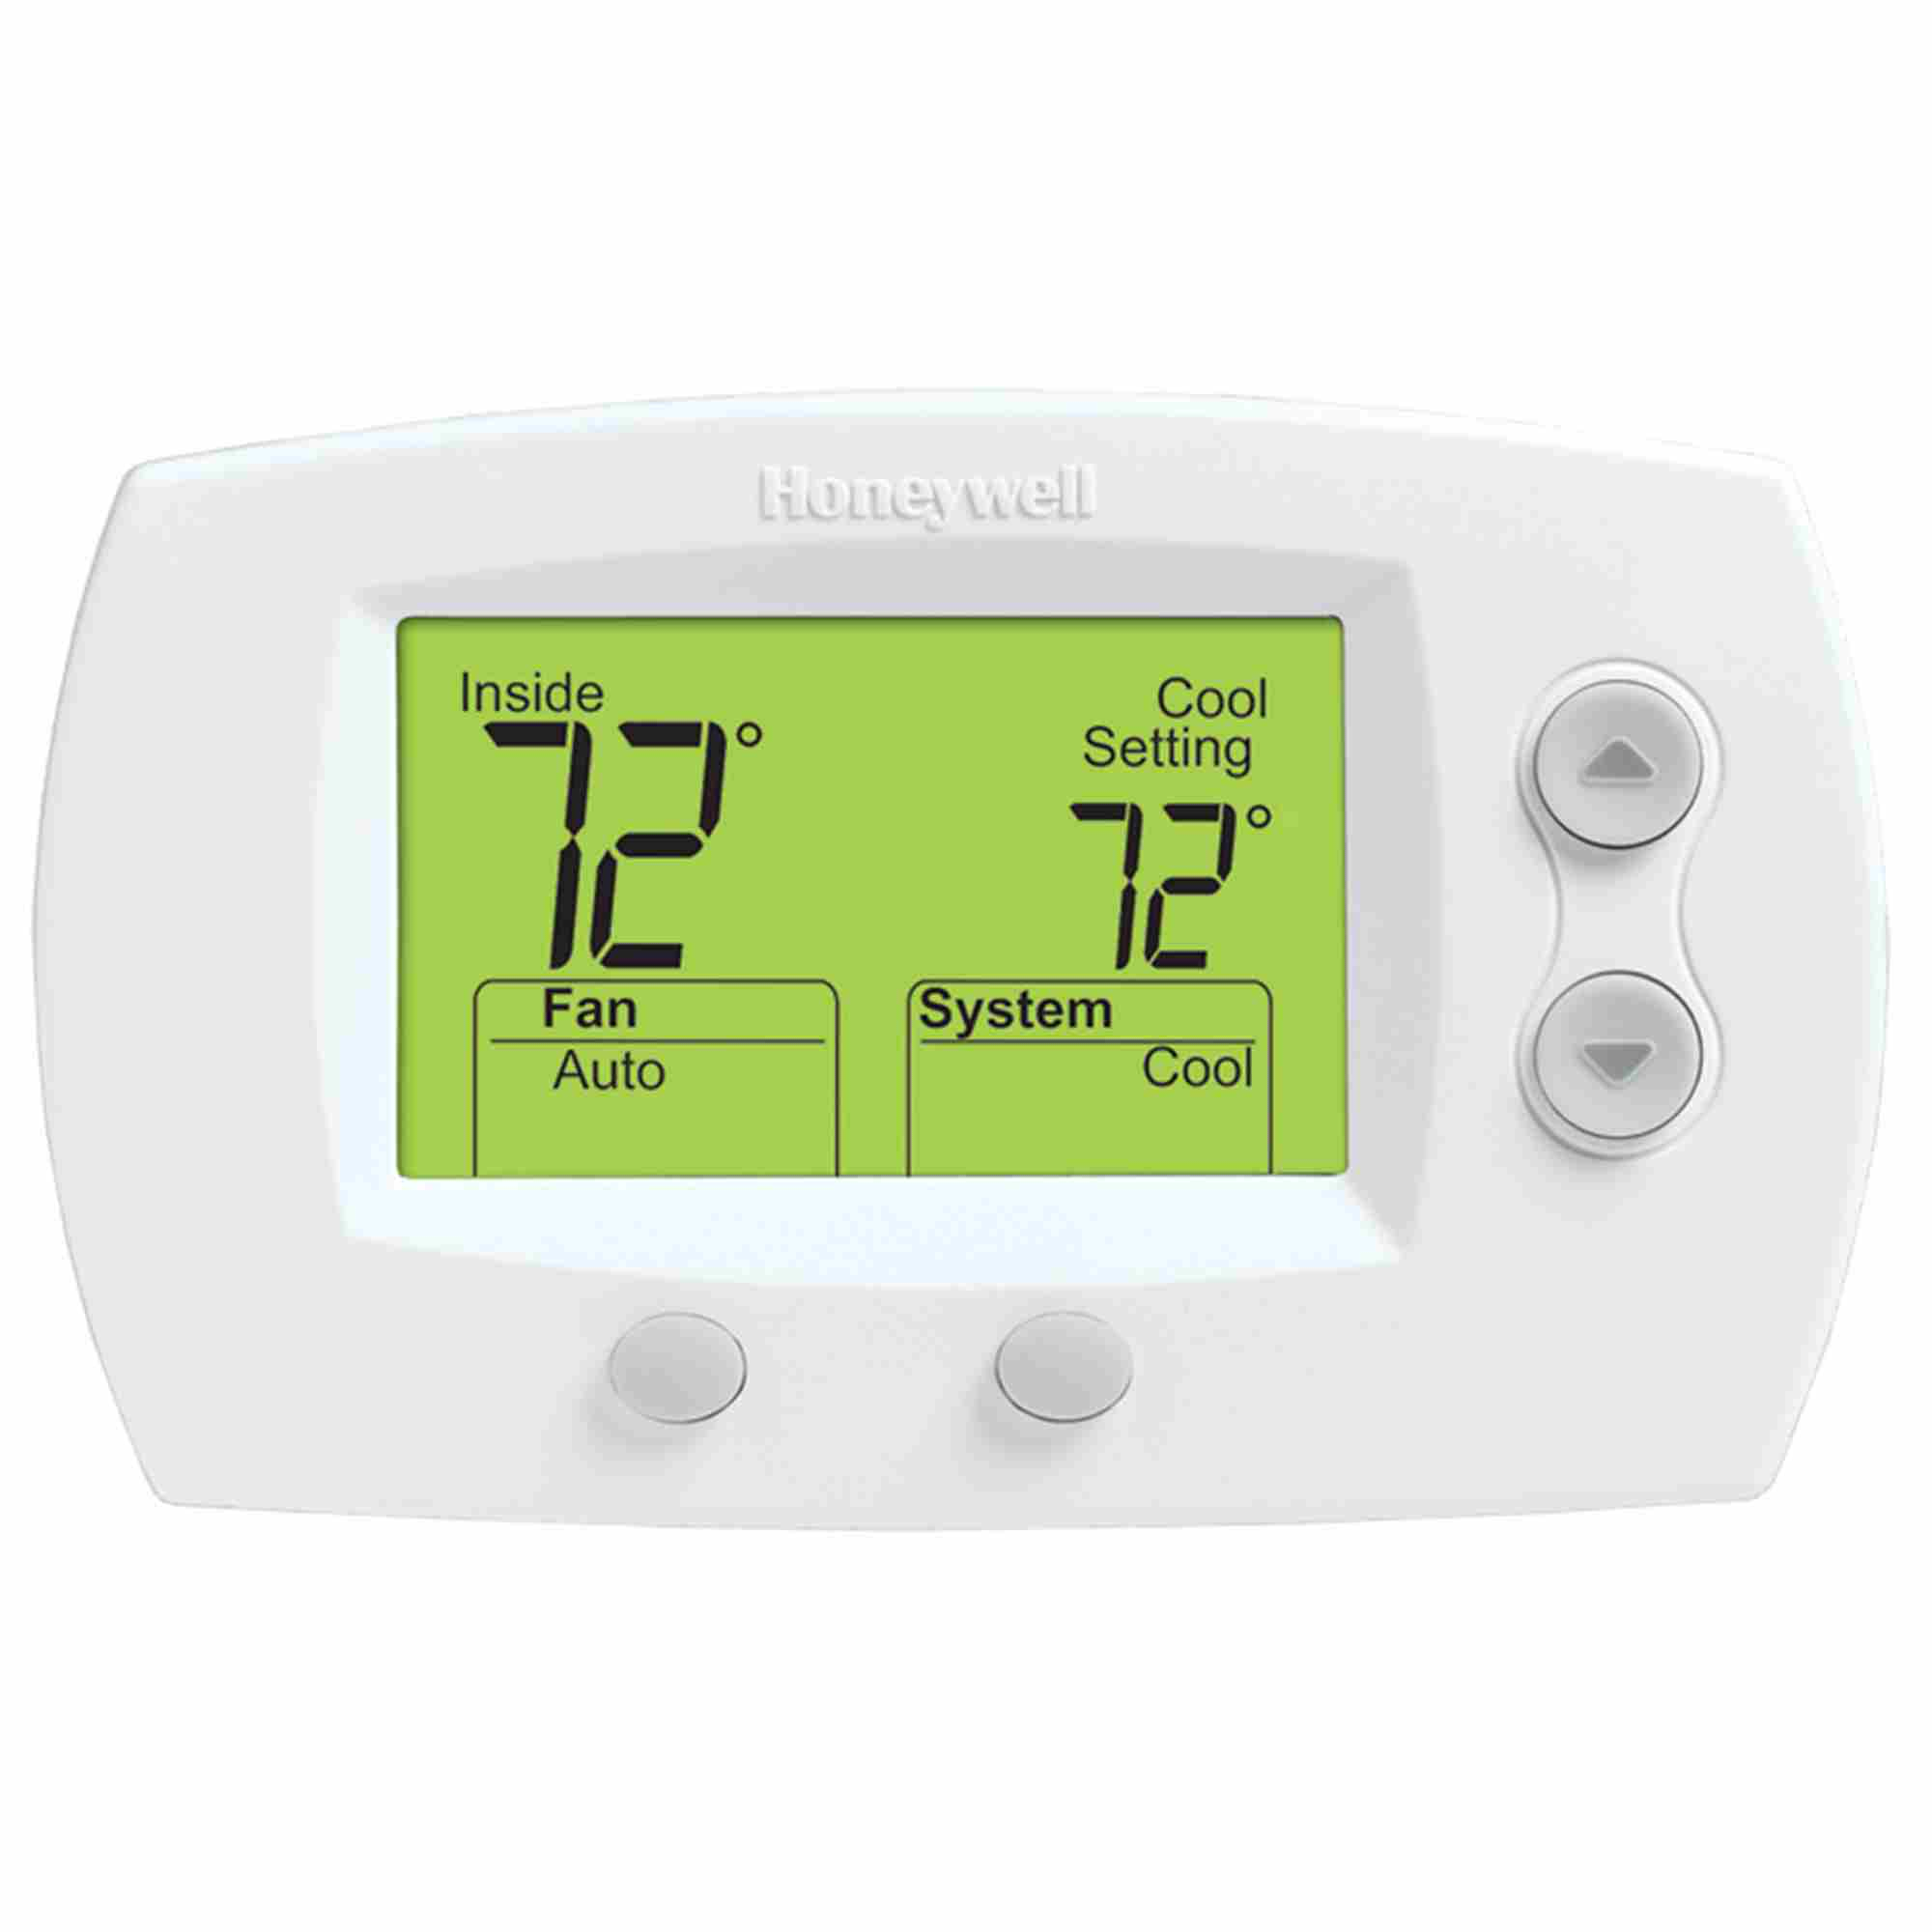 Honeywell
Inside
72°
Cool
Setting
72°
Fan
Auto
System
Cool